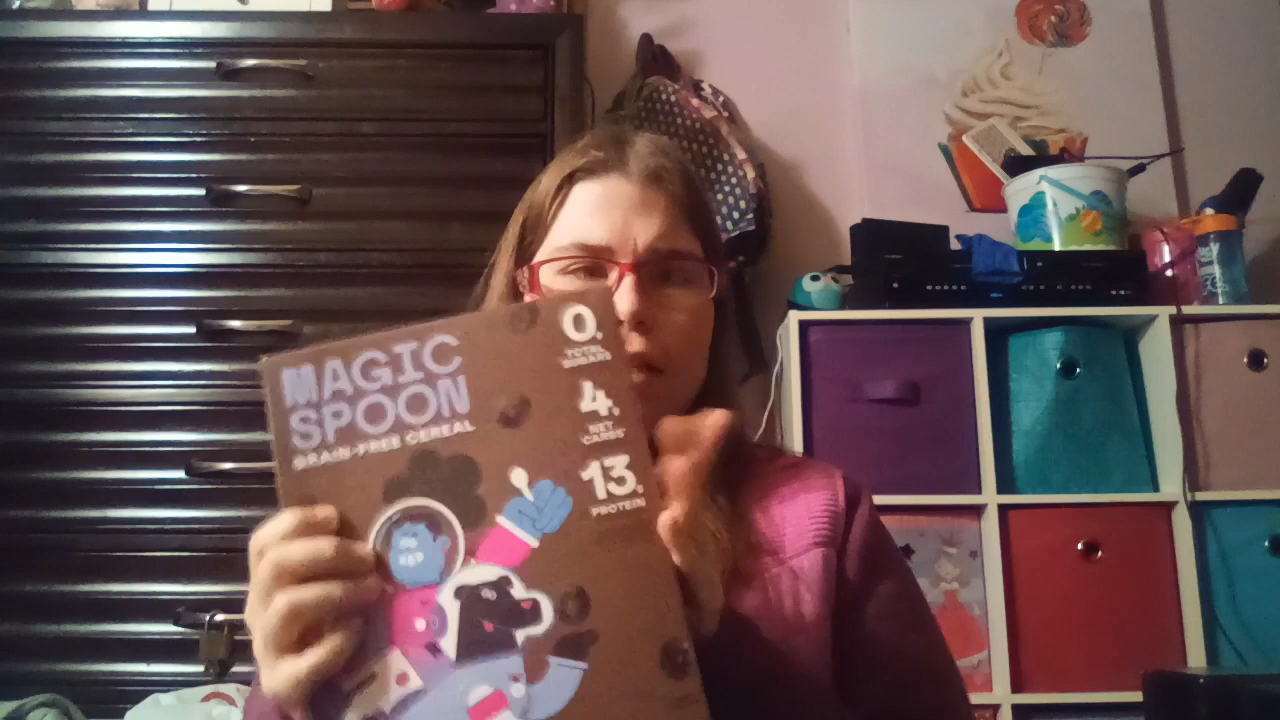 MAGIC
SPOON
GRAIN-FREE CEREAL
0g
TOTAL
SUGARS
4g
NET
CARBS*
13g
PROTEIN